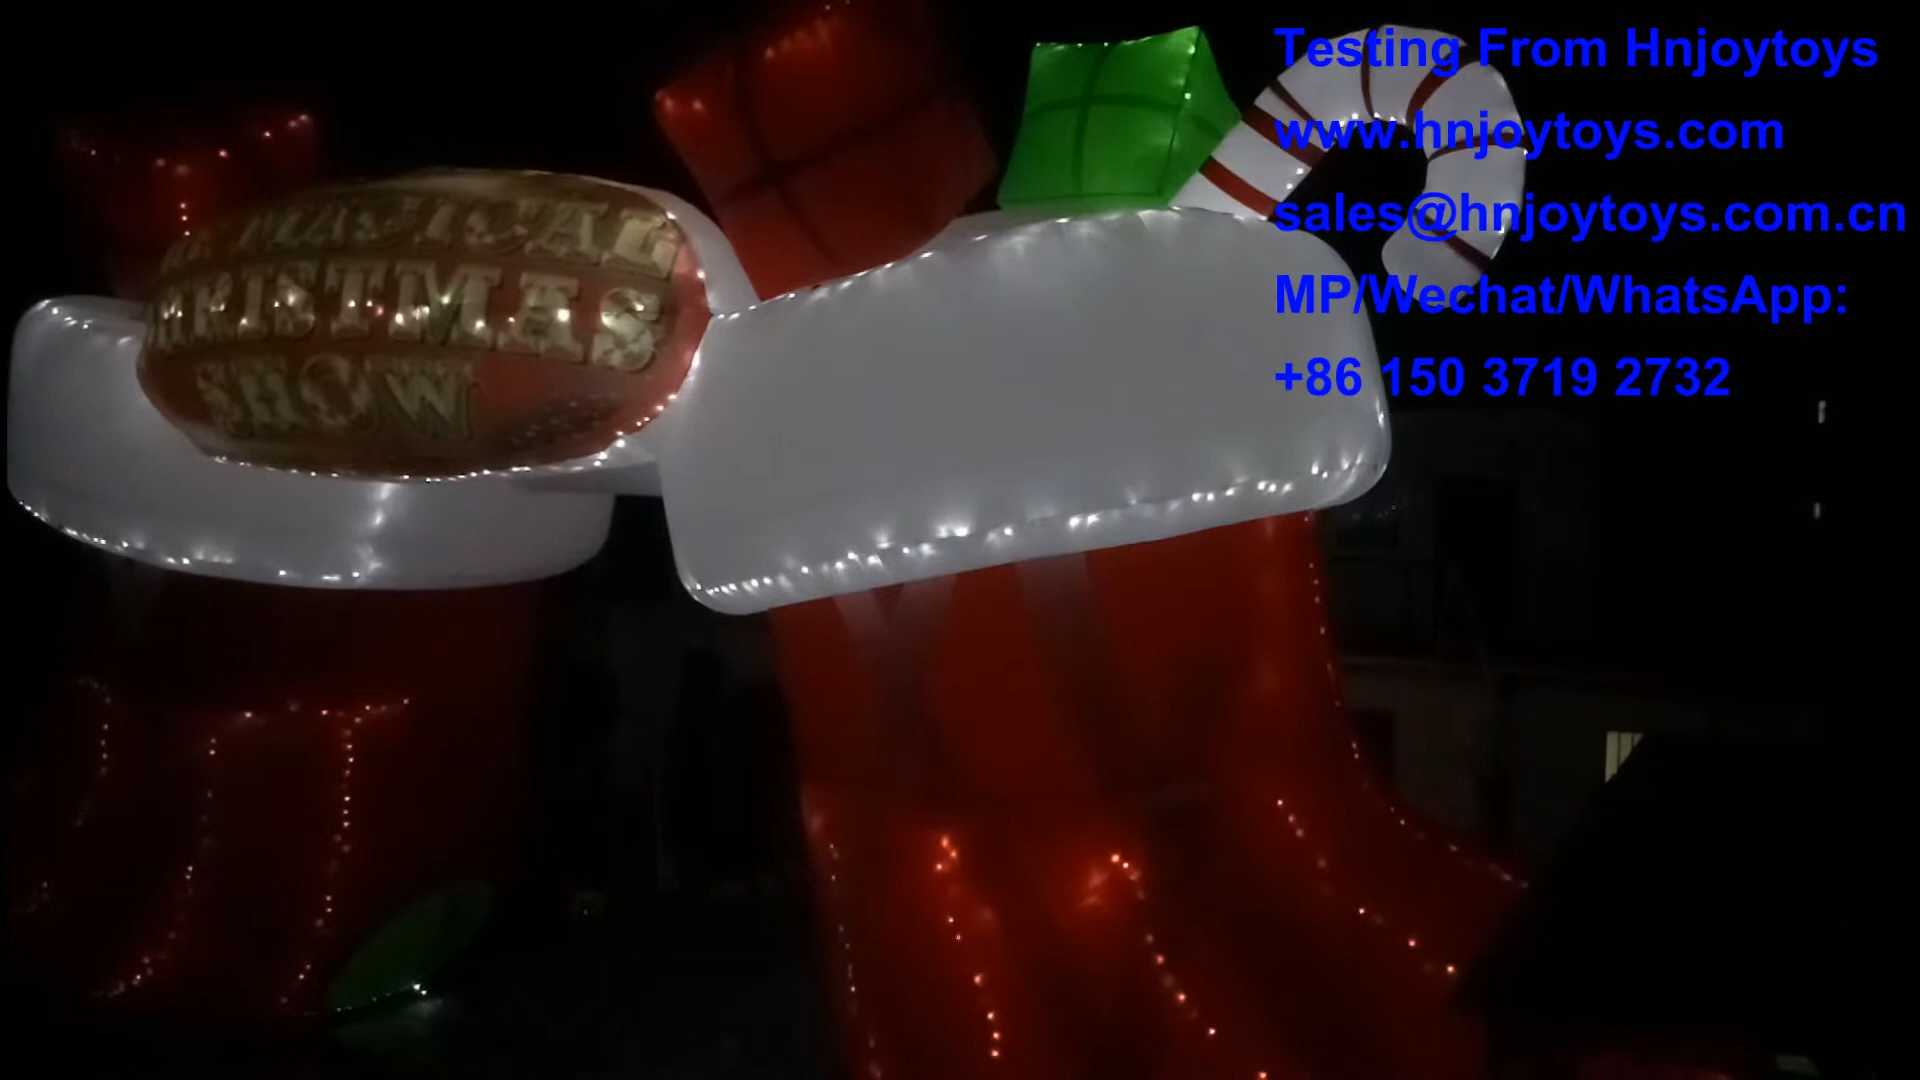 MAGICAL
CHRISTMAS
SHOW
Testing From Hnjoytoys
www.hnjoytoys.com
sales@hnjoytoys.com.cn
MP/Wechat/WhatsApp:
+86 150 3719 2732